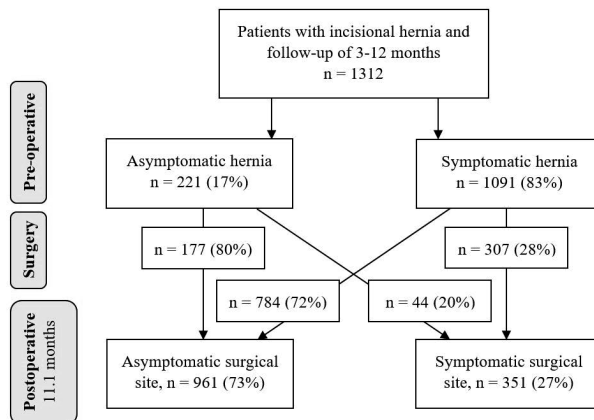 Patients with incisional hernia and
follow-up of 3-12 months
n = 1312
Pre-operative
Asymptomatic hernia
n = 221 (17%)
Symptomatic hernia
n = 1091 (83%)
Surgery
n = 177 (80%)
n = 307 (28%)
n = 784 (72%)
n = 44 (20%)
Postoperative
11.1 months
Asymptomatic surgical
site, n = 961 (73%)
Symptomatic surgical
site, n = 351 (27%)